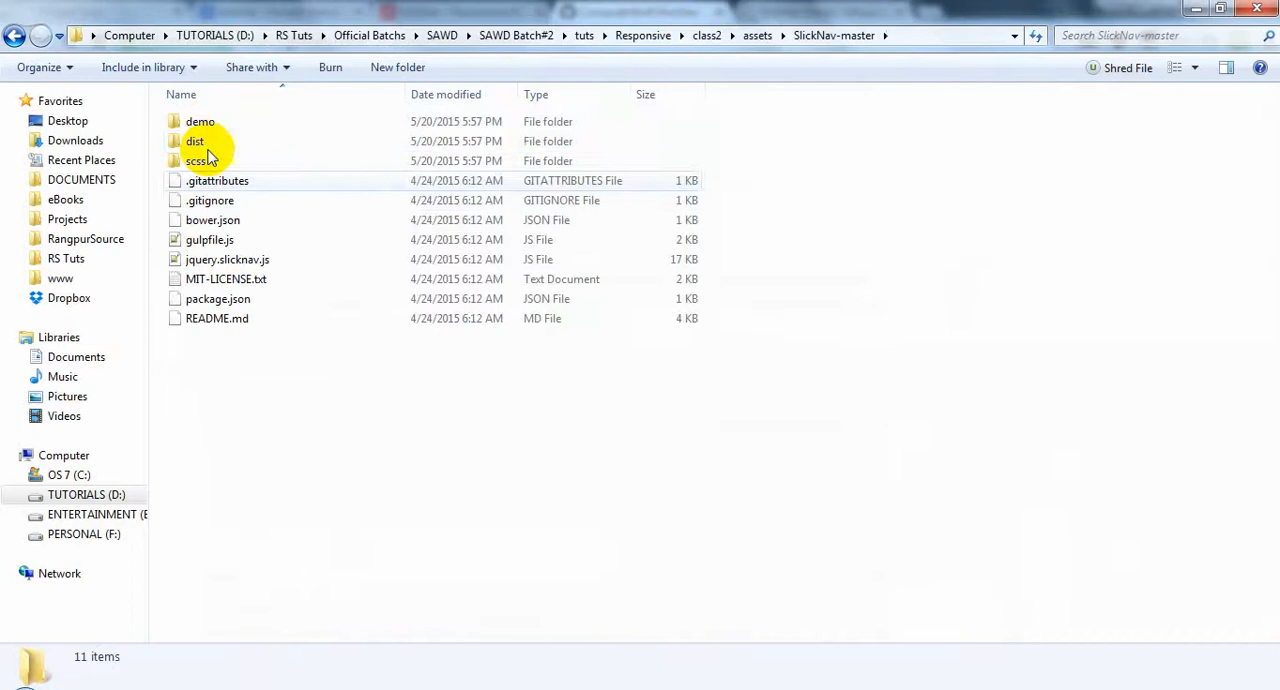 Computer TUTORIALS (D:) RS Tuts Official Batchs SAWD SAWD Batch#2 tuts Responsive class2 assets SlickNav-master Search SlickNav-master
Organize Include in library Share with Burn New folder Shred File
Name Date modified Type Size
Favorites
Desktop
Downloads
Recent Places
DOCUMENTS
eBooks
Projects
RangpurSource
RS Tuts
www
Dropbox
Libraries
Documents
Music
Pictures
Videos
Computer
OS 7 (C:)
TUTORIALS (D:)
ENTERTAINMENT (E
PERSONAL (F:)
Network
demo 5/20/2015 5:57 PM File folder
dist 5/20/2015 5:57 PM File folder
scss 5/20/2015 5:57 PM File folder
.gitattributes 4/24/2015 6:12 AM GITATTRIBUTES File 1 KB
.gitignore 4/24/2015 6:12 AM GITIGNORE File 1 KB
bower.json 4/24/2015 6:12 AM JSON File 1 KB
gulpfile.js 4/24/2015 6:12 AM JS File 2 KB
jquery.slicknav.js 4/24/2015 6:12 AM JS File 17 KB
MIT-LICENSE.txt 4/24/2015 6:12 AM Text Document 2 KB
package.json 4/24/2015 6:12 AM JSON File 1 KB
README.md 4/24/2015 6:12 AM MD File 4 KB
11 items